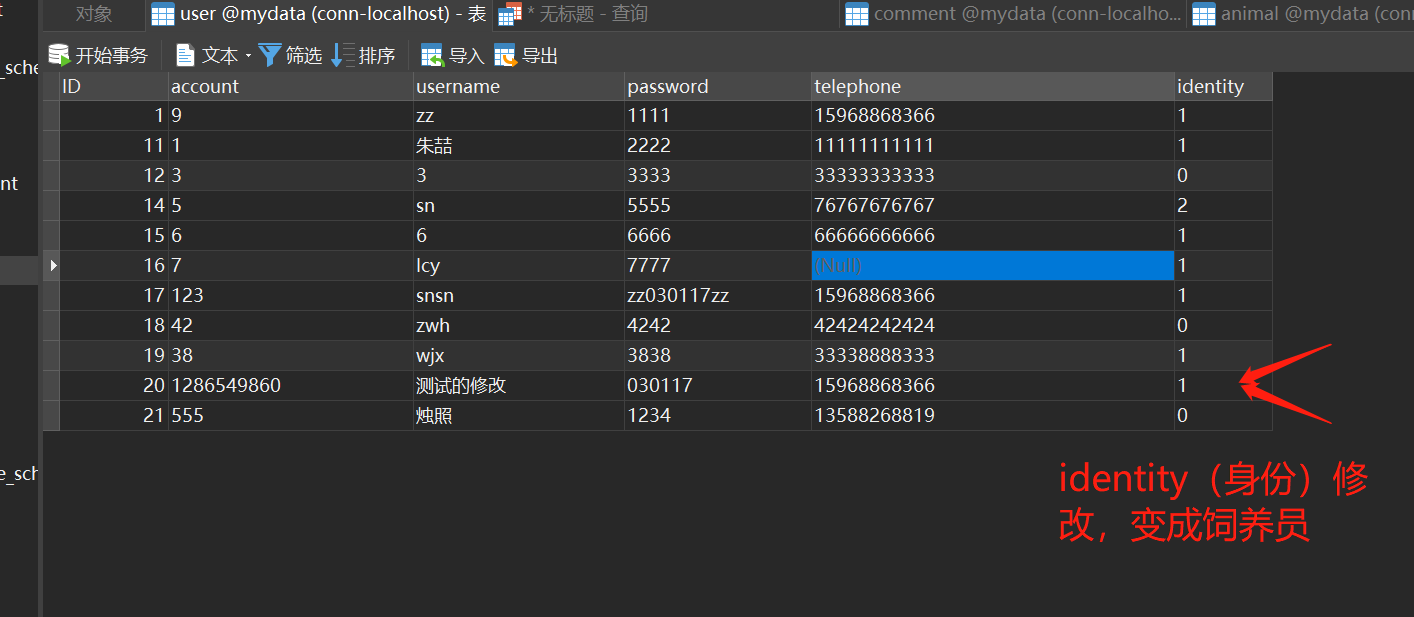 t
对象
user @mydata (conn-localhost) - 表
* 无标题 - 查询
comment @mydata (conn-localho...
animal @mydata (conn
开始事务
文本
筛选
排序
导入
导出
_sche
nt
e_sch
ID account username password telephone identity
1 9 zz 1111 15968868366 1
11 1 朱喆 2222 11111111111 1
12 3 3 3333 33333333333 0
14 5 sn 5555 76767676767 2
15 6 6 6666 66666666666 1
16 7 lcy 7777 (Null) 1
17 123 snsn zz030117zz 15968868366 1
18 42 zwh 4242 42424242424 0
19 38 wjx 3838 33338888333 1
20 1286549860 测试的修改 030117 15968868366 1
21 555 烛照 1234 13588268819 0
identity（身份）修
改，变成饲养员